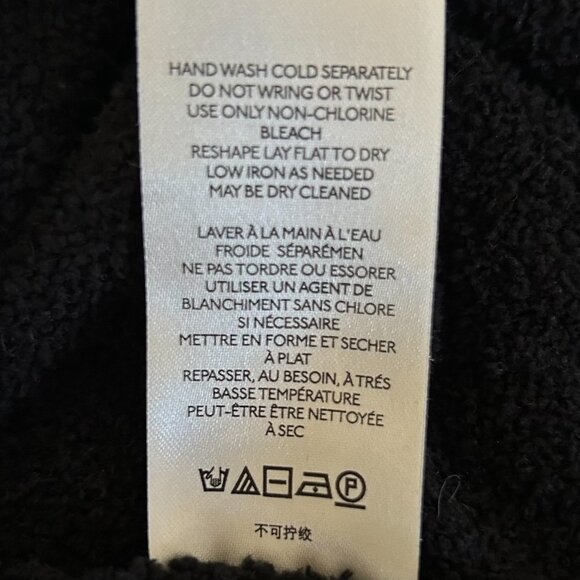 HAND WASH COLD SEPARATELY
DO NOT WRING OR TWIST
USE ONLY NON-CHLORINE
BLEACH
RESHAPE LAY FLAT TO DRY
LOW IRON AS NEEDED
MAY BE DRY CLEANED
LAVER À LA MAIN À L'EAU
FROIDE SÉPARÉMEN
NE PAS TORDRE OU ESSORER
UTILISER UN AGENT DE
BLANCHIMENT SANS CHLORE
SI NÉCESSAIRE
METTRE EN FORME ET SECHER
À PLAT
REPASSER, AU BESOIN, À TRÉS
BASSE TEMPÉRATURE
PEUT-ÊTRE ÊTRE NETTOYÉE
À SEC
P
不可拧绞